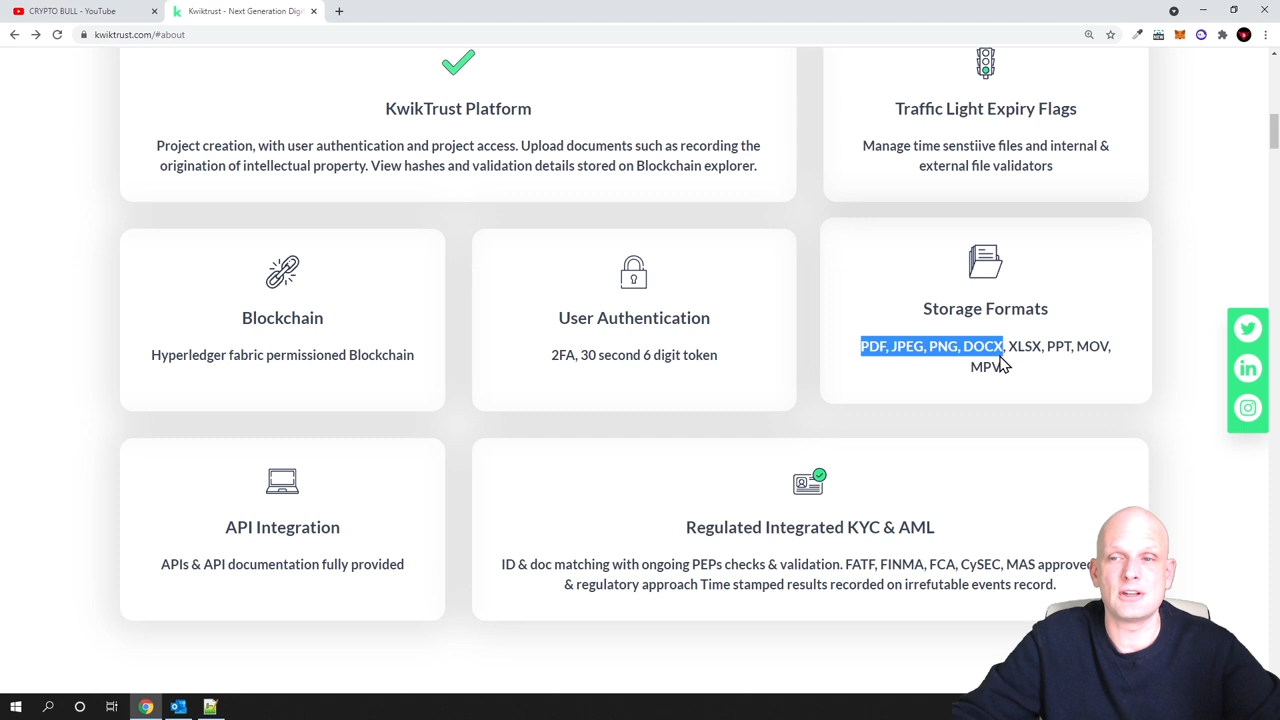 CRYPTO BULL - YouTube
Kwiktrust - Next Generation Digi
kwiktrust.com/#about
KwikTrust Platform
Project creation, with user authentication and project access. Upload documents such as recording the
origination of intellectual property. View hashes and validation details stored on Blockchain explorer.
Traffic Light Expiry Flags
Manage time senstiive files and internal &
external file validators
Blockchain
Hyperledger fabric permissioned Blockchain
User Authentication
2FA, 30 second 6 digit token
Storage Formats
PDF, JPEG, PNG, DOCX, XLSX, PPT, MOV,
MPV
API Integration
APIs & API documentation fully provided
Regulated Integrated KYC & AML
ID & doc matching with ongoing PEPs checks & validation. FATF, FINMA, FCA, CySEC, MAS approved
& regulatory approach Time stamped results recorded on irrefutable events record.